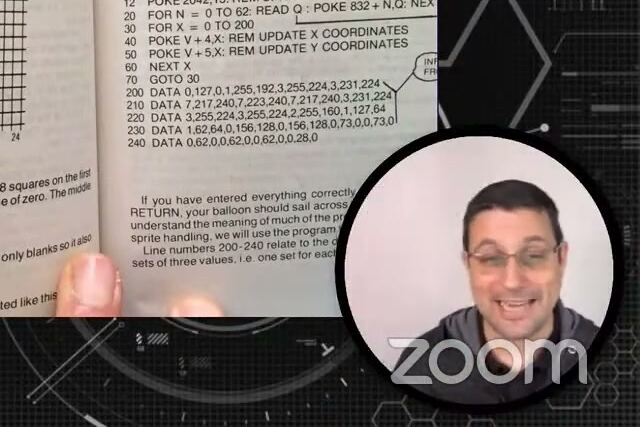 24
8 squares on the first
e of zero. The middle
only blanks so it also
ted like this
20 FOR N = 0 TO 62: READ Q : POKE 832 + N,Q: NEX
30 FOR X = 0 TO 200
40 POKE V + 4,X: REM UPDATE X COORDINATES
50 POKE V + 5,X: REM UPDATE Y COORDINATES
60 NEXT X
70 GOTO 30
200 DATA 0,127,0,1,255,192,3,255,224,3,231,224
210 DATA 7,217,240,7,223,240,7,217,240,3,231,224
220 DATA 3,255,224,3,255,224,2,255,160,1,127,64
230 DATA 1,62,64,0,156,128,0,156,128,0,73,0,0,73,0
240 DATA 0,62,0,0,62,0,0,62,0,0,28,0
If you have entered everything correctly
RETURN, your balloon should sail across
understand the meaning of much of the
sprite handling, we will use the program
Line numbers 200-240 relate to the
sets of three values, i.e. one set for each
zoom